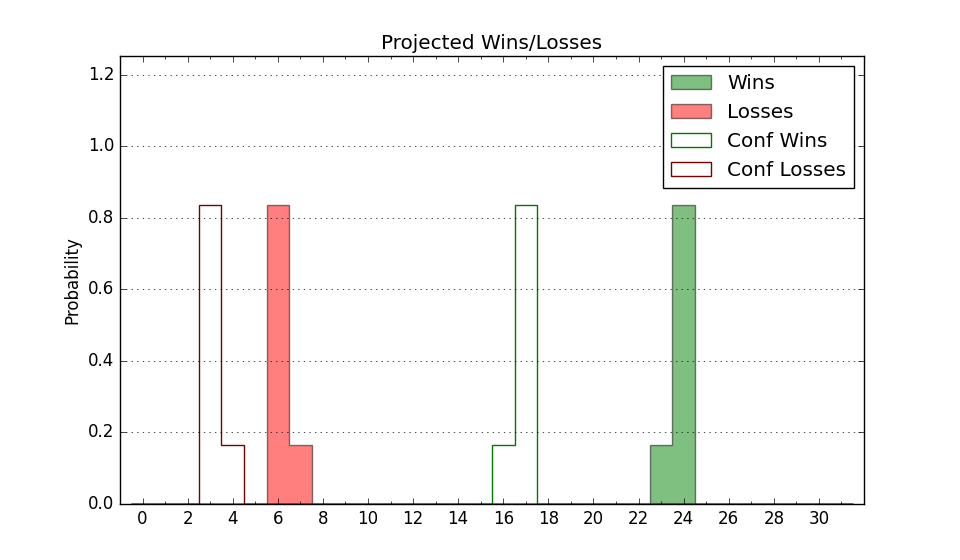 Projected Wins/Losses
Wins
Losses
Conf Wins
Conf Losses
Probability
1.2
1.0
0.8
0.6
0.4
0.2
0.0
0 2 4 6 8 10 12 14 16 18 20 22 24 26 28 30